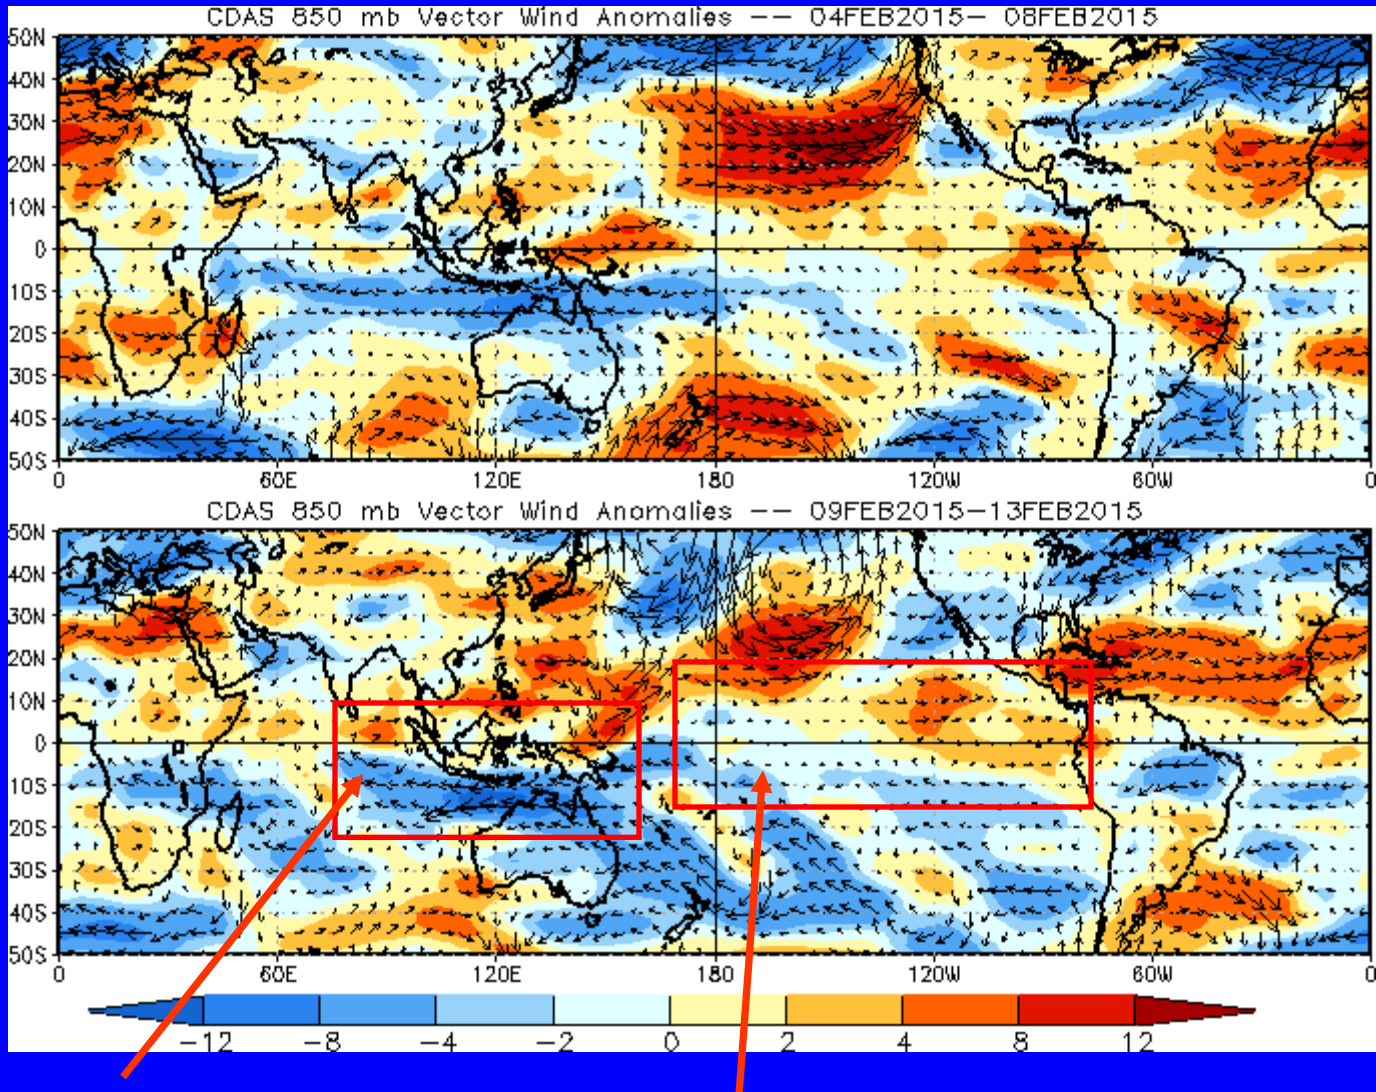 CDAS 850 mb Vector Wind Anomalies -- 04FEB2015- 08FEB2015
50N
40N
30N
20N
10N
0
10S
20S
30S
40S
50S
0 60E 120E 180 120W 60W 0
CDAS 850 mb Vector Wind Anomalies -- 09FEB2015-13FEB2015
50N
40N
30N
20N
10N
0
10S
20S
30S
40S
50S
0 60E 120E 180 120W 60W 0
-12 -8 -4 -2 0 2 4 8 12